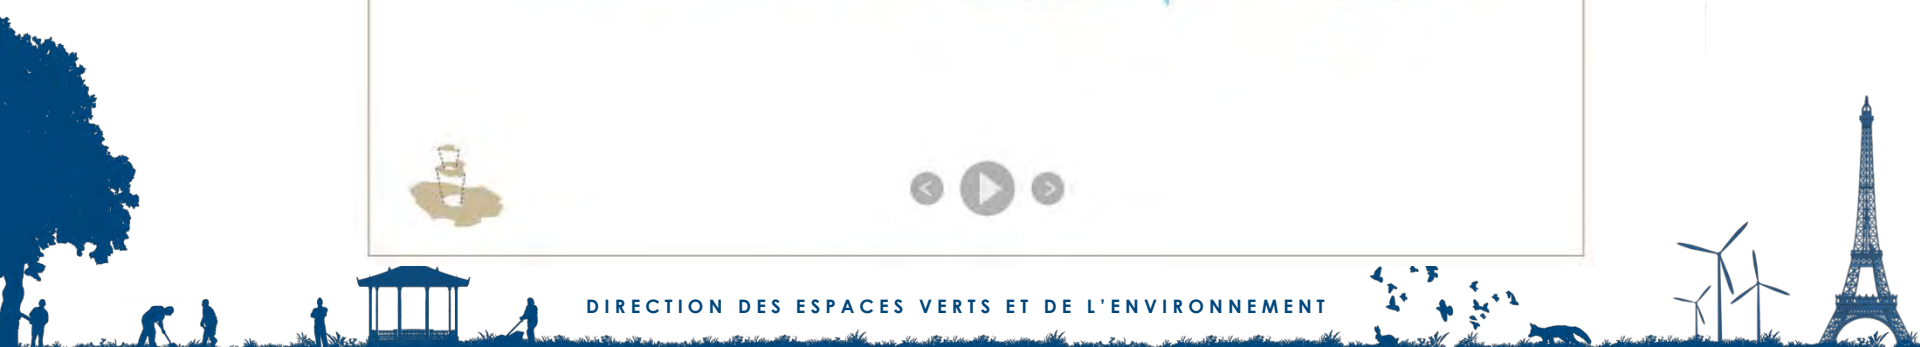 DIRECTION DES ESPACES VERTS ET DE L'ENVIRONNEMENT